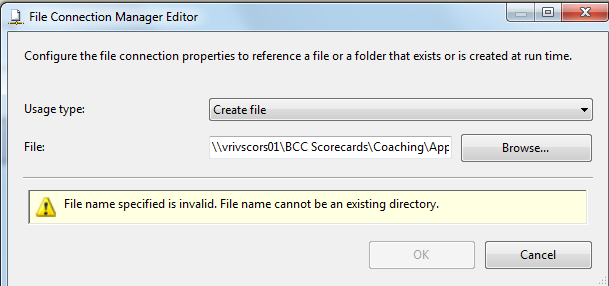 File Connection Manager Editor
Configure the file connection properties to reference a file or a folder that exists or is created at run time.
Usage type: Create file
File: \\vrivscors01\BCC Scorecards\Coaching\App Browse...
File name specified is invalid. File name cannot be an existing directory.
OK Cancel